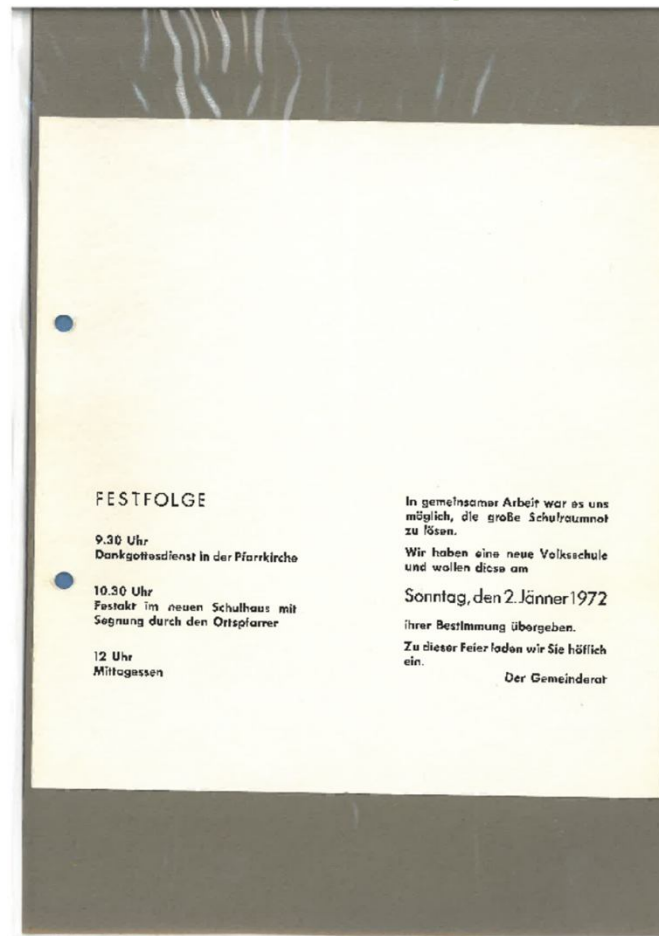 FESTFOLGE
9.30 Uhr
Dankgottesdienst in der Pfarrkirche
10.30 Uhr
Festakt im neuen Schulhaus mit
Segnung durch den Ortspfarrer
12 Uhr
Mittagessen
In gemeinsamer Arbeit war es uns
möglich, die große Schulraumnot
zu lösen.
Wir haben eine neue Volksschule
und wollen diese am
Sonntag, den 2. Jänner 1972
ihrer Bestimmung übergeben.
Zu dieser Feier laden wir Sie höflich
ein.
Der Gemeinderat